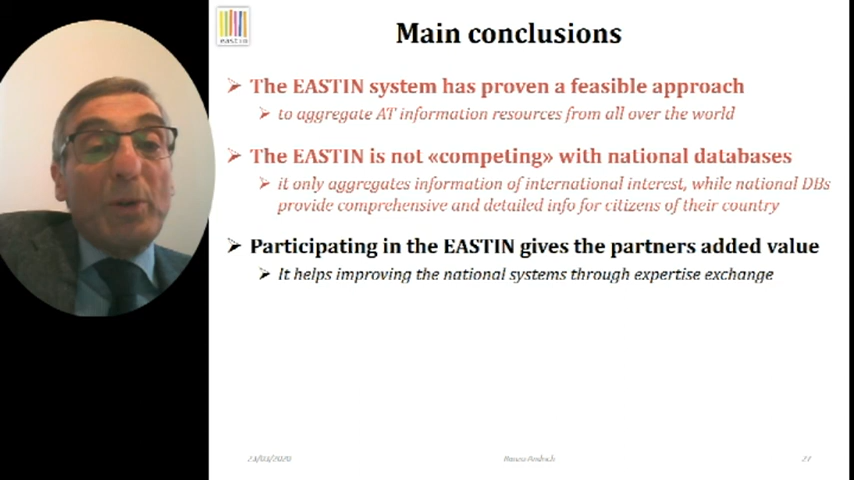 eastin
Main conclusions
➢ The EASTIN system has proven a feasible approach
➢ to aggregate AT information resources from all over the world
➢ The EASTIN is not «competing» with national databases
➢ it only aggregates information of international interest, while national DBs
provide comprehensive and detailed info for citizens of their country
➢ Participating in the EASTIN gives the partners added value
➢ It helps improving the national systems through expertise exchange
27